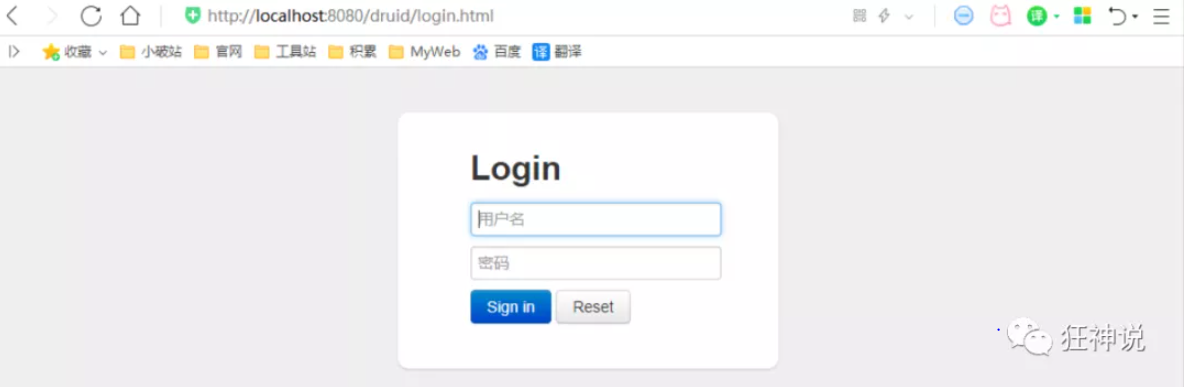 http://localhost:8080/druid/login.html
收藏 小破站 官网 工具站 积累 MyWeb 百度 译 翻译
Login
用户名
密码
Sign in Reset
狂神说